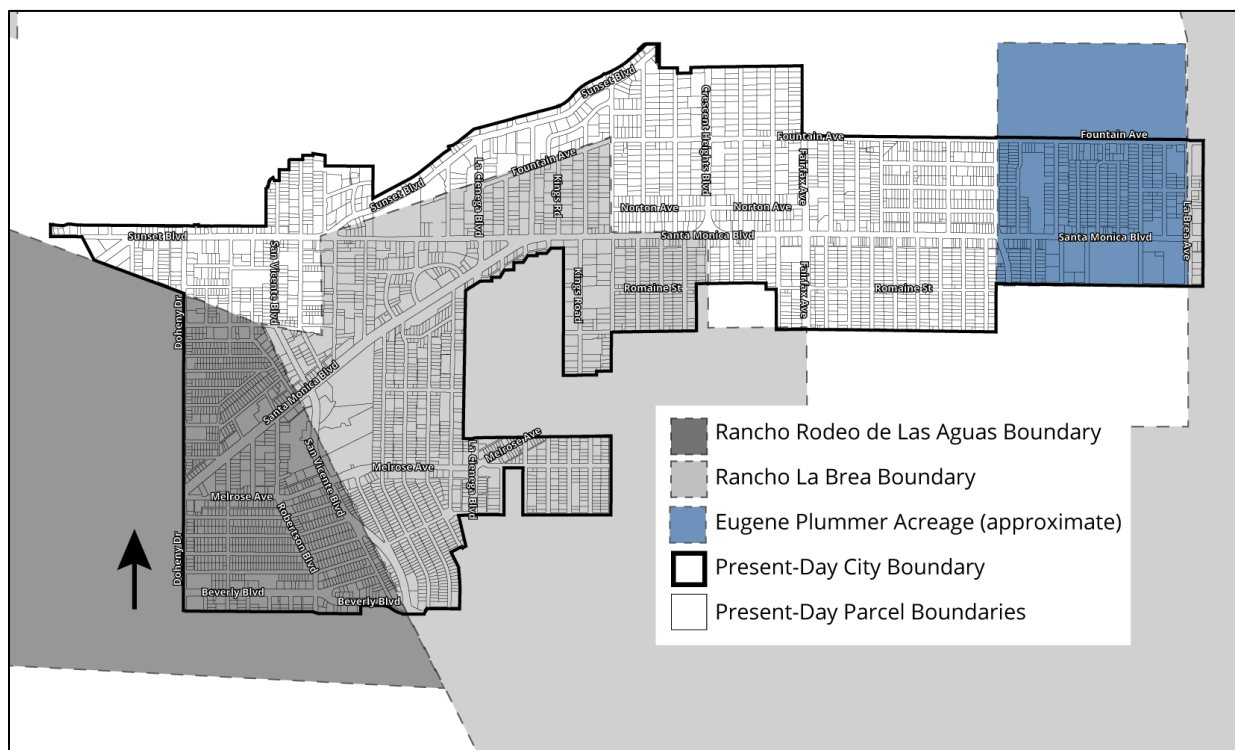 Sunset Blvd
Crescent Heights Blvd
Fountain Ave
Fountain Ave
Fountain Ave
La Cienega Blvd
Kings Rd
Fairfax Ave
Sunset Blvd
Norton Ave
Norton Ave
La Brea Ave
Sunset Blvd
San Vicente Blvd
Santa Monica Blvd
Santa Monica Blvd
Doheny Dr
Kings Road
Romaine St
Fairfax Ave
Romaine St
Santa Monica Blvd
Melrose Ave
La Cienega Blvd
Melrose Ave
San Vicente Blvd
Melrose Ave
Robertson Blvd
Doheny Dr
Beverly Blvd
Beverly Blvd
Rancho Rodeo de Las Aguas Boundary
Rancho La Brea Boundary
Eugene Plummer Acreage (approximate)
Present-Day City Boundary
Present-Day Parcel Boundaries